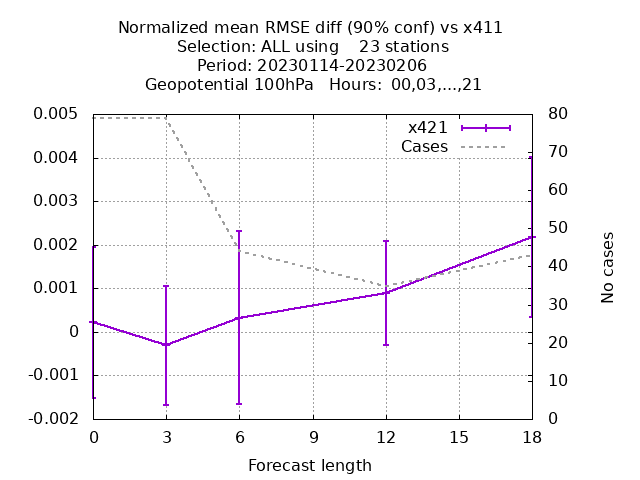 Normalized mean RMSE diff (90% conf) vs x411
Selection: ALL using    23 stations
Period: 20230114-20230206
Geopotential 100hPa   Hours:  00,03,...,21
x421
Cases
0.005
0.004
0.003
0.002
0.001
0
-0.001
-0.002
80
70
60
50
40
30
20
10
0
No cases
0 3 6 9 12 15 18
Forecast length